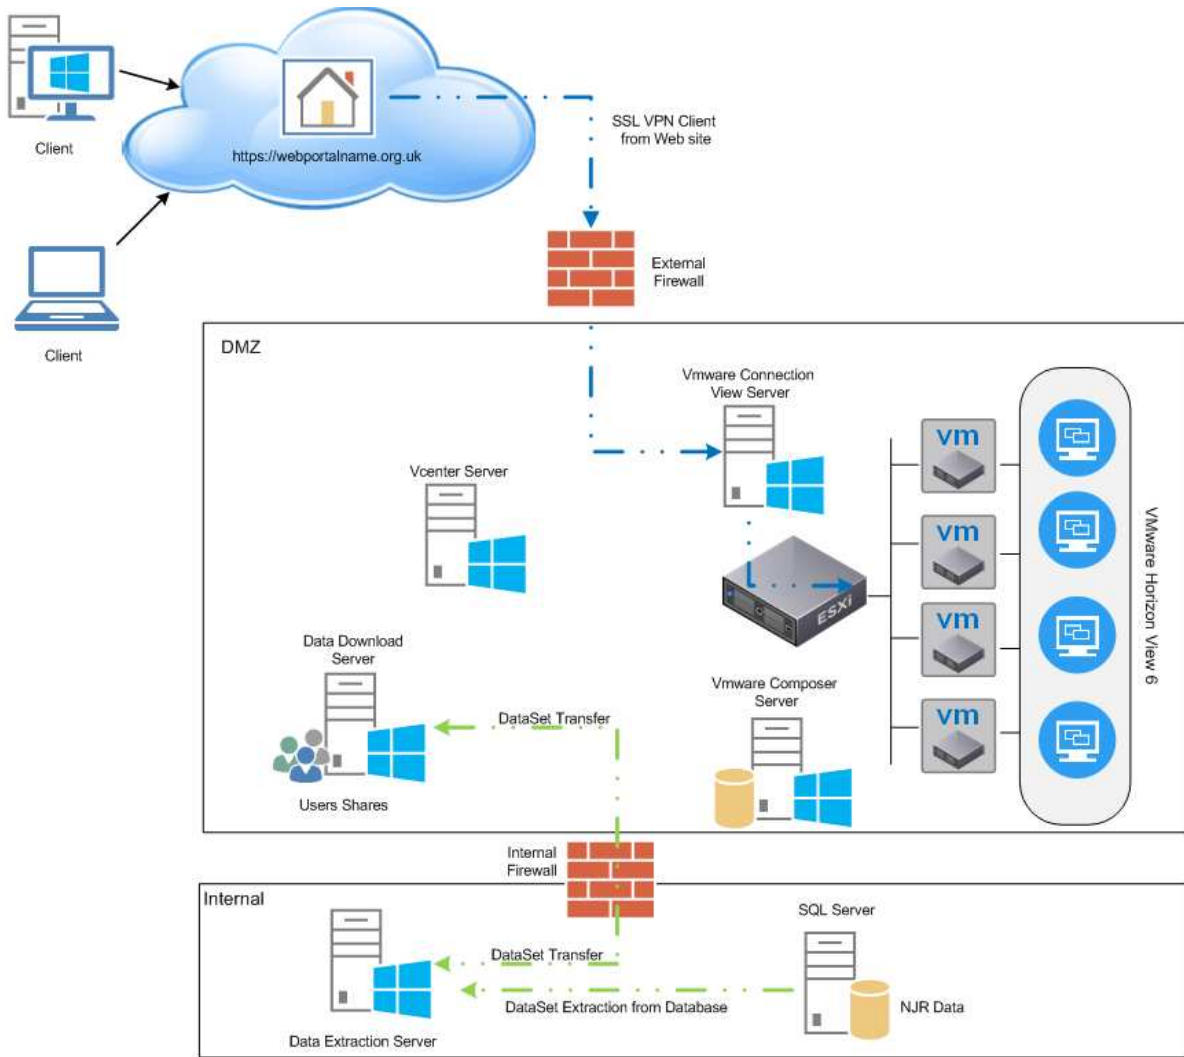 SSL VPN Client
from Web site
Client
https://webportalname.org.uk
External
Firewall
Client
DMZ
Vmware Connection
View Server
Vcenter Server
vm
vm
vm
vm
ESXi
VMware Horizon View 6
Data Download
Server
Vmware Composer
Server
DataSet Transfer
Users Shares
Internal
Firewall
Internal
SQL Server
DataSet Transfer
DataSet Extraction from Database
NJR Data
Data Extraction Server